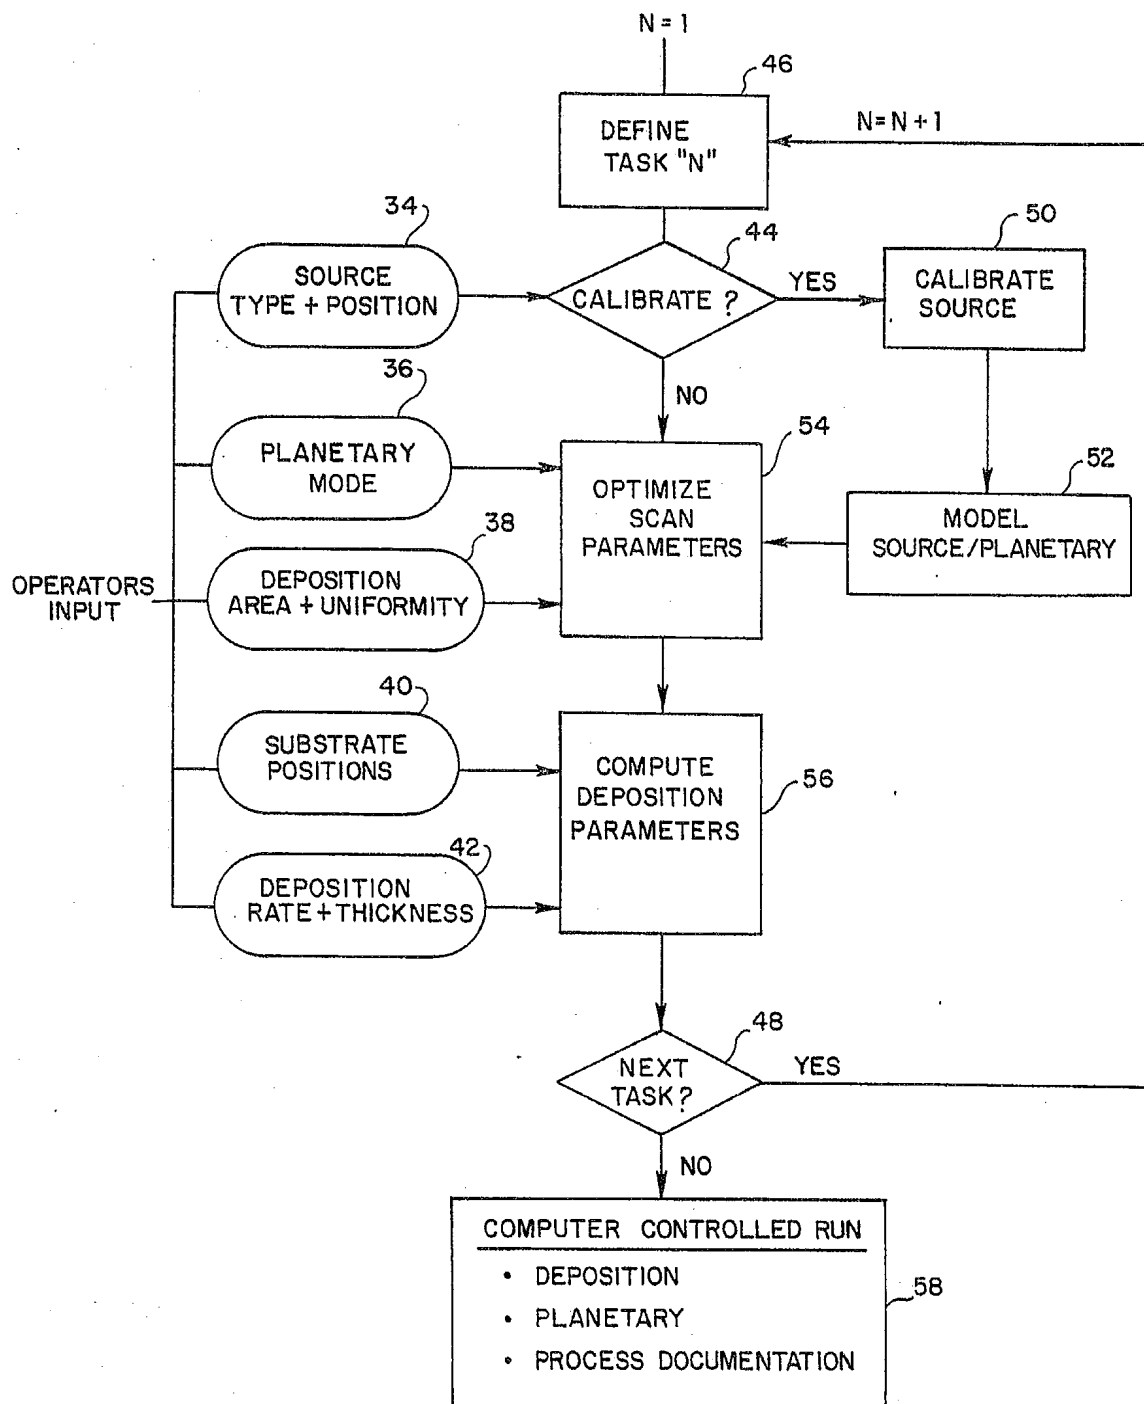 N = 1
46
DEFINE
TASK "N"
N = N + 1
34
SOURCE
TYPE + POSITION
44
CALIBRATE ?
YES
50
CALIBRATE
SOURCE
NO
36
PLANETARY
MODE
54
OPTIMIZE
SCAN
PARAMETERS
52
MODEL
SOURCE/PLANETARY
38
DEPOSITION
AREA + UNIFORMITY
OPERATORS
INPUT
40
SUBSTRATE
POSITIONS
COMPUTE
DEPOSITION
PARAMETERS
56
42
DEPOSITION
RATE + THICKNESS
48
NEXT
TASK?
YES
NO
COMPUTER CONTROLLED RUN
• DEPOSITION
• PLANETARY
• PROCESS DOCUMENTATION
58